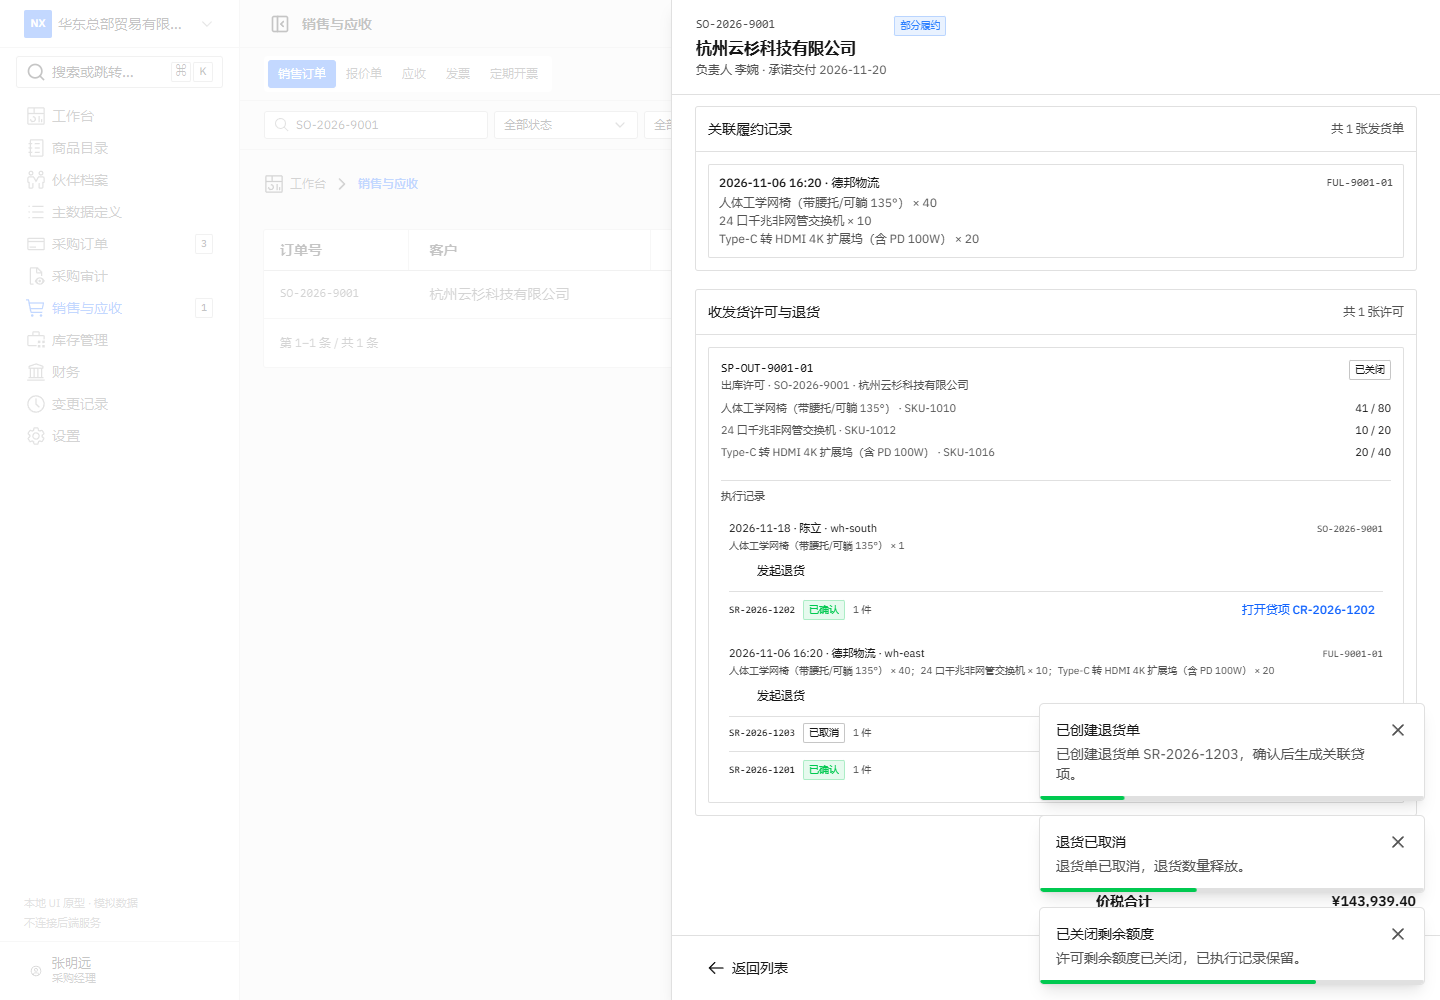 NX 华东总部贸易有限...
搜索或跳转... ⌘ K
工作台
商品目录
伙伴档案
主数据定义
采购订单 3
采购审计
销售与应收 1
库存管理
财务
变更记录
设置
本地 UI 原型 · 模拟数据
不连接后端服务
张明远
采购经理
销售与应收
销售订单 报价单 应收 发票 定期开票
SO-2026-9001 全部状态 全
工作台 销售与应收
订单号 客户
SO-2026-9001 杭州云杉科技有限公司
第 1–1 条 / 共 1 条
SO-2026-9001 部分履约
杭州云杉科技有限公司
负责人 李婉 · 承诺交付 2026-11-20
关联履约记录 共 1 张发货单
2026-11-06 16:20 · 德邦物流 FUL-9001-01
人体工学网椅（带腰托/可躺 135°） × 40
24 口千兆非网管交换机 × 10
Type-C 转 HDMI 4K 扩展坞（含 PD 100W） × 20
收发货许可与退货 共 1 张许可
SP-OUT-9001-01 已关闭
出库许可 · SO-2026-9001 · 杭州云杉科技有限公司
人体工学网椅（带腰托/可躺 135°） · SKU-1010 41 / 80
24 口千兆非网管交换机 · SKU-1012 10 / 20
Type-C 转 HDMI 4K 扩展坞（含 PD 100W） · SKU-1016 20 / 40
执行记录
2026-11-18 · 陈立 · wh-south SO-2026-9001
人体工学网椅（带腰托/可躺 135°） × 1
发起退货
SR-2026-1202 已确认 1 件 打开贷项 CR-2026-1202
2026-11-06 16:20 · 德邦物流 · wh-east FUL-9001-01
人体工学网椅（带腰托/可躺 135°） × 40；24 口千兆非网管交换机 × 10；Type-C 转 HDMI 4K 扩展坞（含 PD 100W） × 20
发起退货
SR-2026-1203 已取消 1 件
SR-2026-1201 已确认 1 件
已创建退货单
已创建退货单 SR-2026-1203，确认后生成关联贷
项。
退货已取消
退货单已取消，退货数量释放。
价税合计 ¥143,939.40
已关闭剩余额度
许可剩余额度已关闭，已执行记录保留。
返回列表